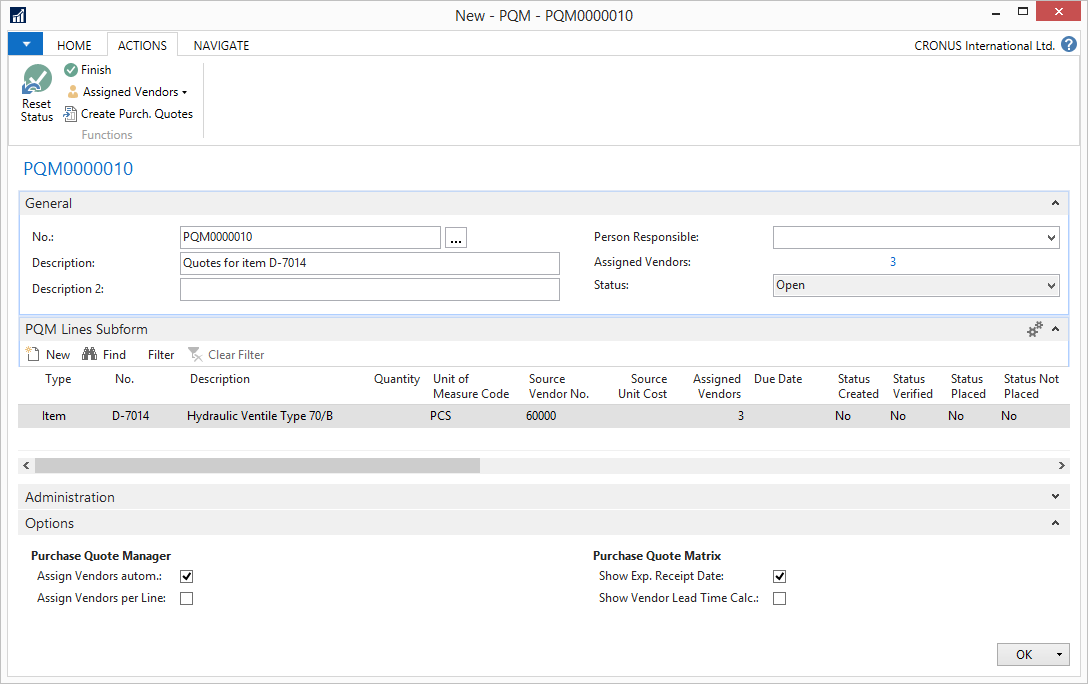 New - PQM - PQM0000010
HOME ACTIONS NAVIGATE CRONUS International Ltd. ?
Reset Status
Finish
Assigned Vendors
Create Purch. Quotes
Functions
PQM0000010
General
No.: PQM0000010 ...
Description: Quotes for item D-7014
Description 2:
Person Responsible:
Assigned Vendors: 3
Status: Open
PQM Lines Subform
New Find Filter Clear Filter
Type No. Description Quantity Unit of Measure Code Source Vendor No. Source Unit Cost Assigned Vendors Due Date Status Created Status Verified Status Placed Status Not Placed
Item D-7014 Hydraulic Ventile Type 70/B PCS 60000 3 No No No No
Administration
Options
Purchase Quote Manager
Assign Vendors autom.:
Assign Vendors per Line:
Purchase Quote Matrix
Show Exp. Receipt Date:
Show Vendor Lead Time Calc.:
OK